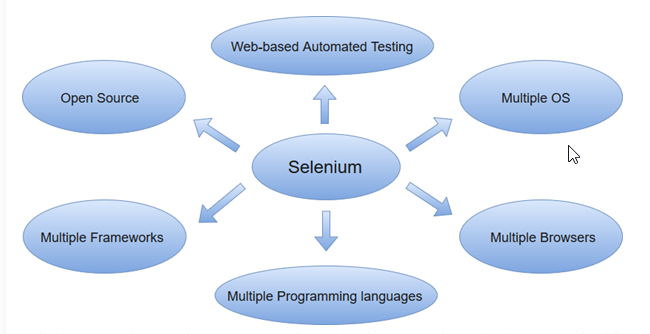 Web-based Automated Testing
Open Source
Multiple OS
Selenium
Multiple Frameworks
Multiple Browsers
Multiple Programming languages